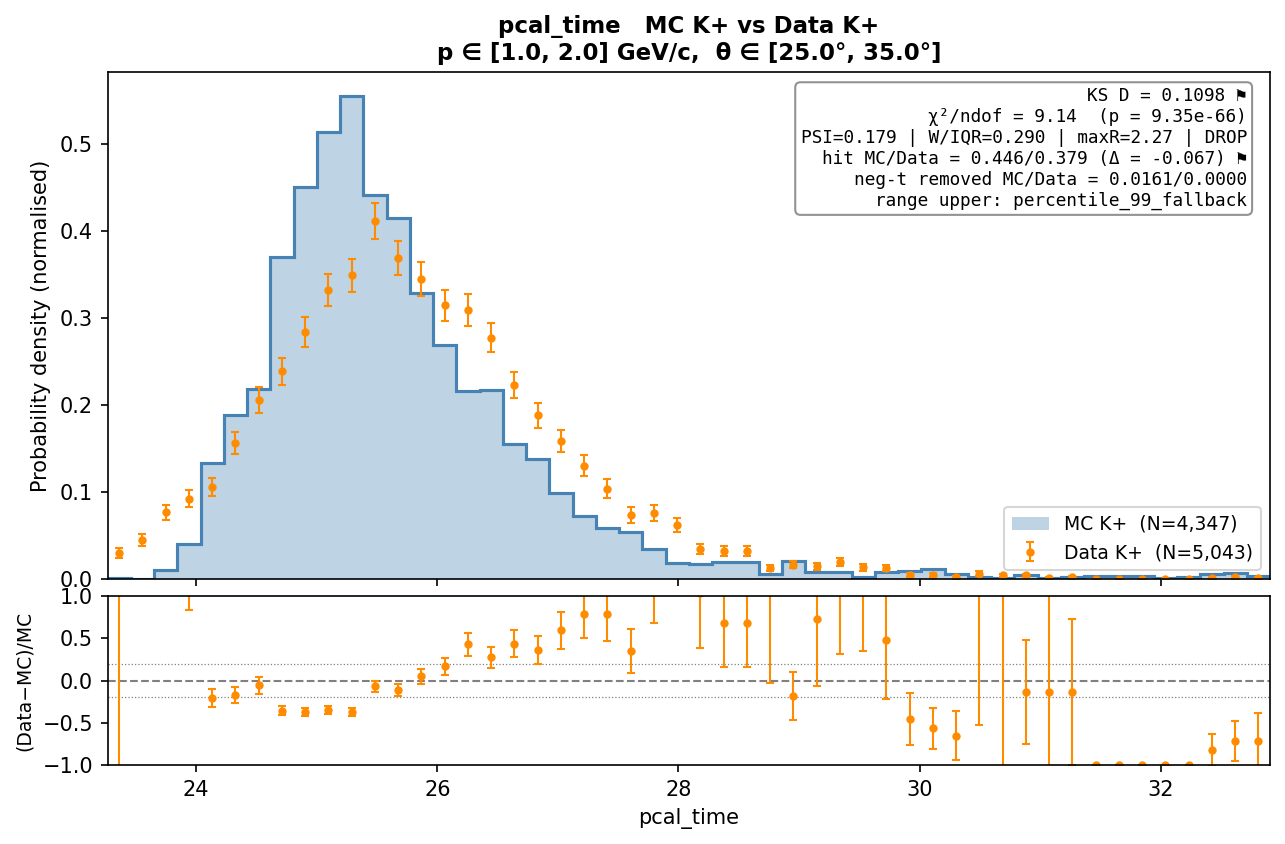 pcal_time   MC K+ vs Data K+
p ∈ [1.0, 2.0] GeV/c,  θ ∈ [25.0°, 35.0°]
KS D = 0.1098 ⚑
χ²/ndof = 9.14  (p = 9.35e-66)
PSI=0.179 | W/IQR=0.290 | maxR=2.27 | DROP
hit MC/Data = 0.446/0.379 (Δ = -0.067) ⚑
neg-t removed MC/Data = 0.0161/0.0000
range upper: percentile_99_fallback
Probability density (normalised)
0.5
0.4
0.3
0.2
0.1
0.0
MC K+  (N=4,347)
Data K+  (N=5,043)
(Data−MC)/MC
1.0
0.5
0.0
−0.5
−1.0
24
26
28
30
32
pcal_time